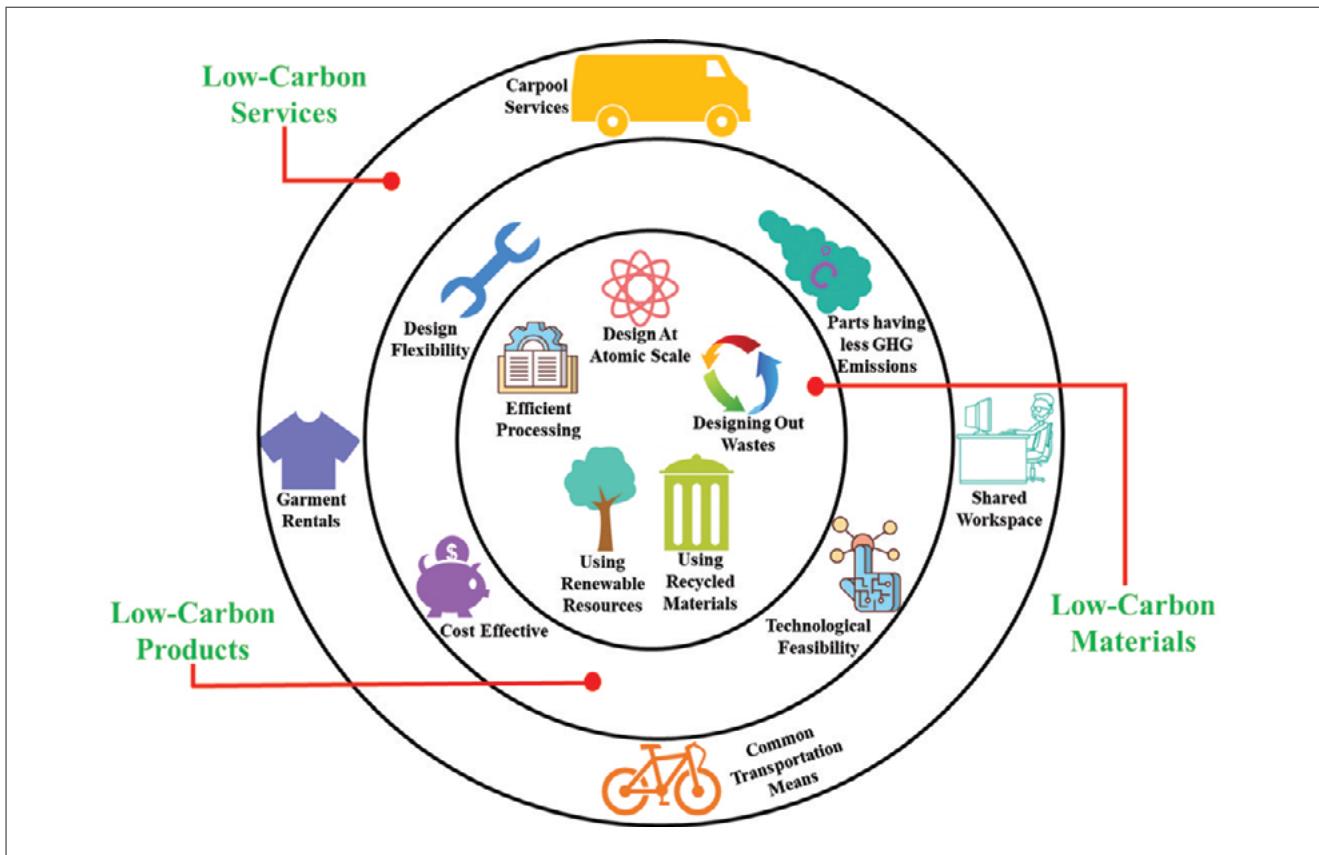 Low-Carbon
Services
Carpool
Services
Design
Flexibility
Design At
Atomic Scale
Parts having
less GHG
Emissions
Efficient
Processing
Designing Out
Wastes
Garment
Rentals
Shared
Workspace
Using
Renewable
Resources
Using
Recycled
Materials
$
Cost Effective
Technological
Feasibility
Low-Carbon
Products
Low-Carbon
Materials
Common
Transportation
Means